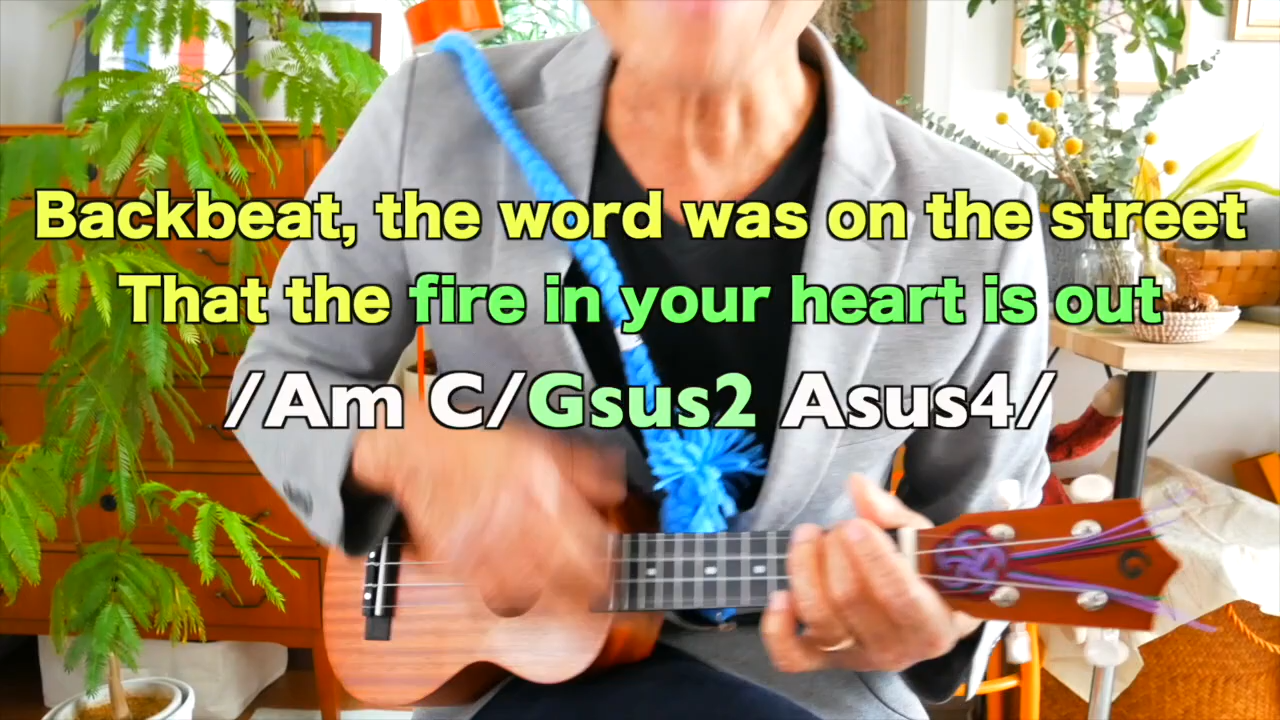 Backbeat, the word was on the street
That the fire in your heart is out
/Am C/Gsus2 Asus4/
G